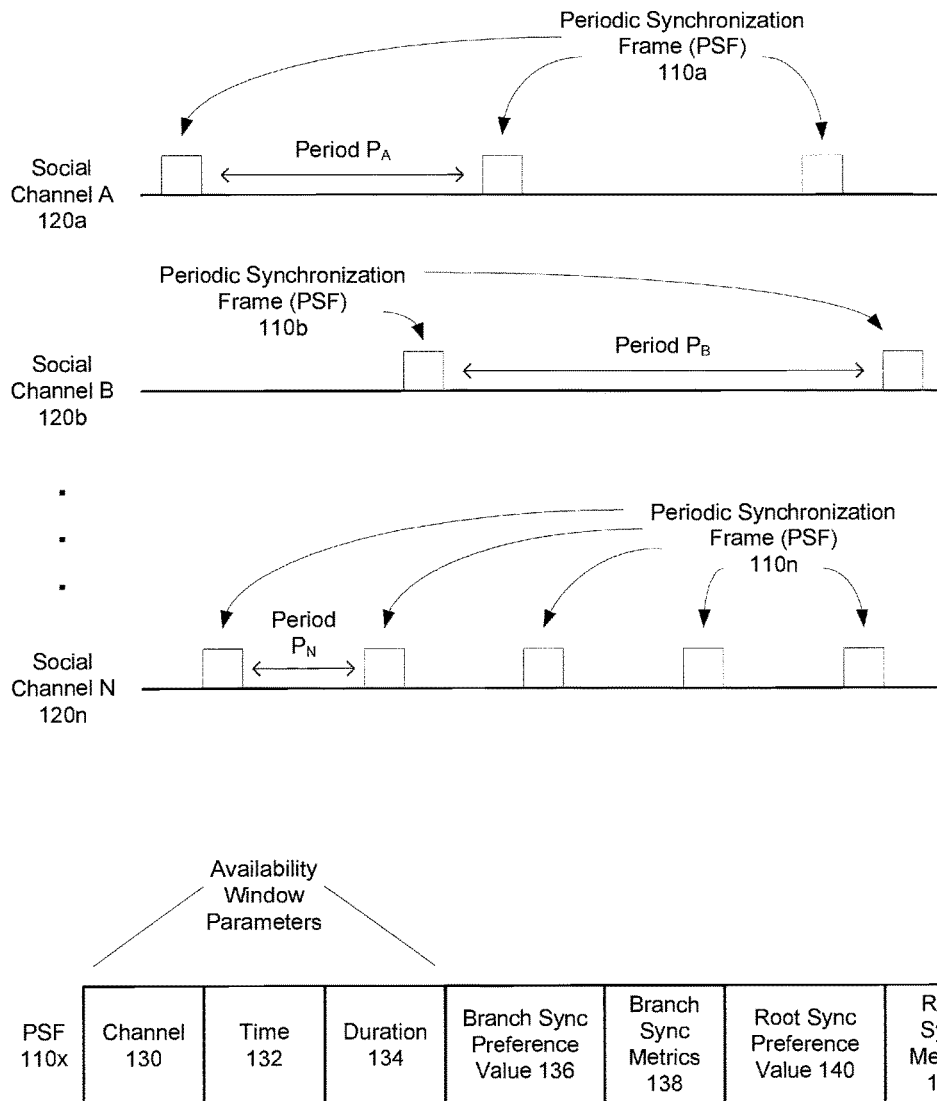 Periodic Synchronization
Frame (PSF)
110a
Period PA
Social
Channel A
120a
Periodic Synchronization
Frame (PSF)
110b
Period PB
Social
Channel B
120b
Periodic Synchronization
Frame (PSF)
110n
Period
PN
Social
Channel N
120n
Availability
Window
Parameters
PSF
110x
Channel
130
Time
132
Duration
134
Branch Sync
Preference
Value 136
Branch
Sync
Metrics
138
Root Sync
Preference
Value 140